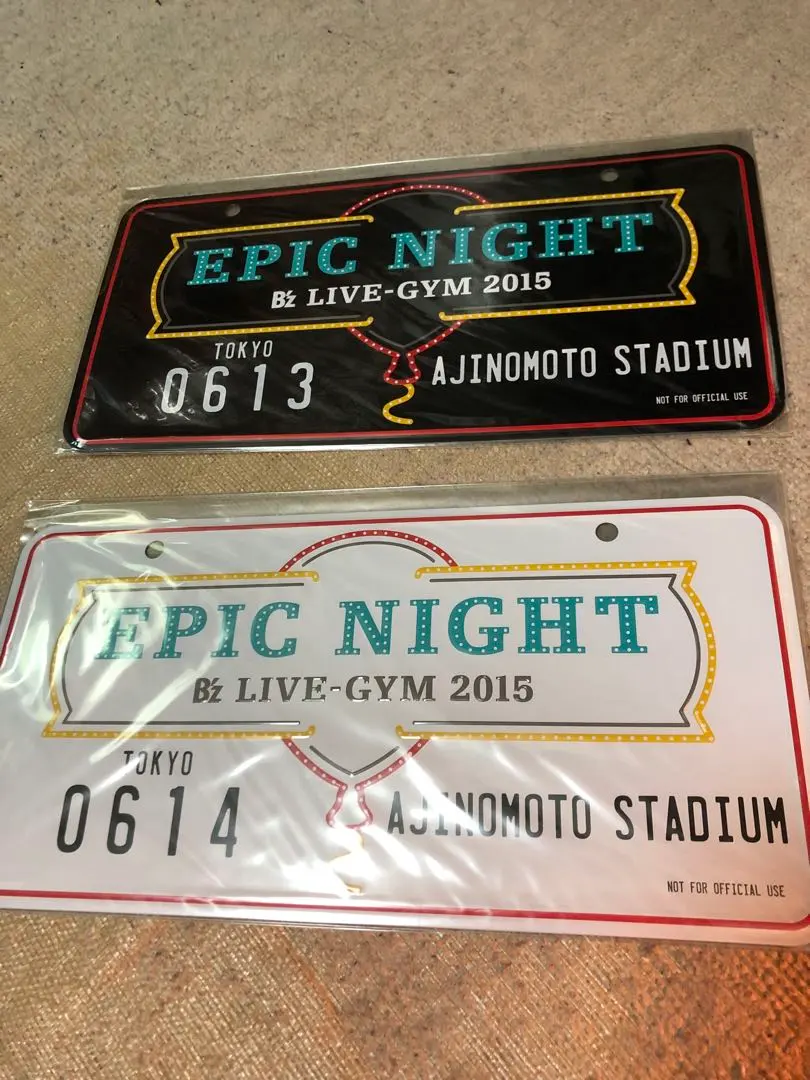 EPIC NIGHT
B'z LIVE-GYM 2015
TOKYO
0613
AJINOMOTO STADIUM
NOT FOR OFFICIAL USE
EPIC NIGHT
B'z LIVE-GYM 2015
TOKYO
0614
AJINOMOTO STADIUM
NOT FOR OFFICIAL USE